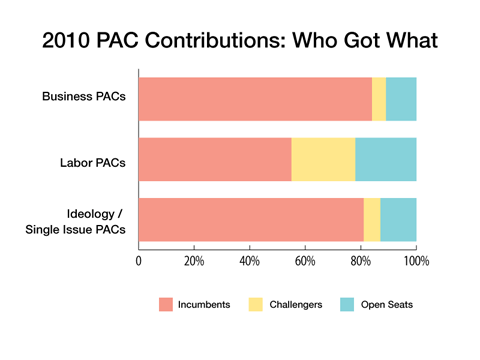 2010 PAC Contributions: Who Got What
Business PACs
Labor PACs
Ideology /
Single Issue PACs
0 20% 40% 60% 80% 100%
Incumbents Challengers Open Seats